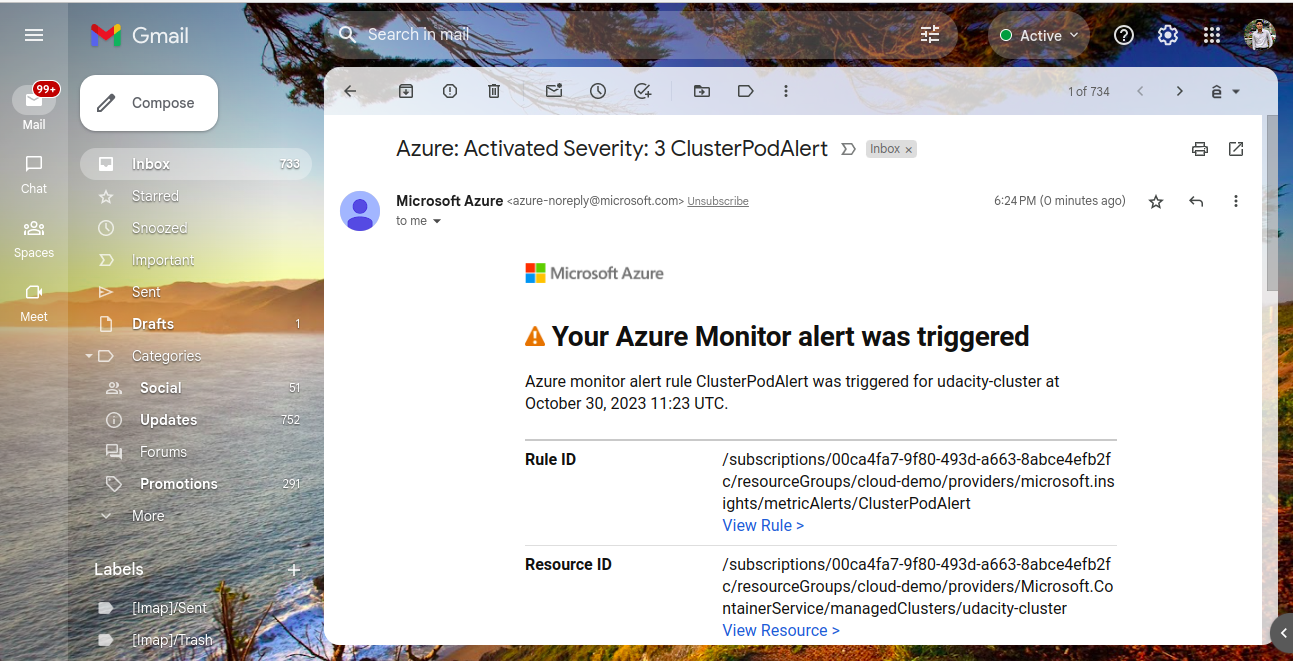 Gmail
Search in mail
Active
99+
Mail
Chat
Spaces
Meet
Compose
Inbox 733
Starred
Snoozed
Important
Sent
Drafts 1
Categories
Social 51
Updates 752
Forums
Promotions 291
More
Labels
[Imap]/Sent
[Imap]/Trash
1 of 734
ê
Azure: Activated Severity: 3 ClusterPodAlert
Inbox ×
Microsoft Azure <azure-noreply@microsoft.com> Unsubscribe
6:24 PM (0 minutes ago)
to me
Microsoft Azure
Your Azure Monitor alert was triggered
Azure monitor alert rule ClusterPodAlert was triggered for udacity-cluster at
October 30, 2023 11:23 UTC.
Rule ID
/subscriptions/00ca4fa7-9f80-493d-a663-8abce4efb2f
c/resourceGroups/cloud-demo/providers/microsoft.ins
ights/metricAlerts/ClusterPodAlert
View Rule >
Resource ID
/subscriptions/00ca4fa7-9f80-493d-a663-8abce4efb2f
c/resourceGroups/cloud-demo/providers/Microsoft.Co
ntainerService/managedClusters/udacity-cluster
View Resource >